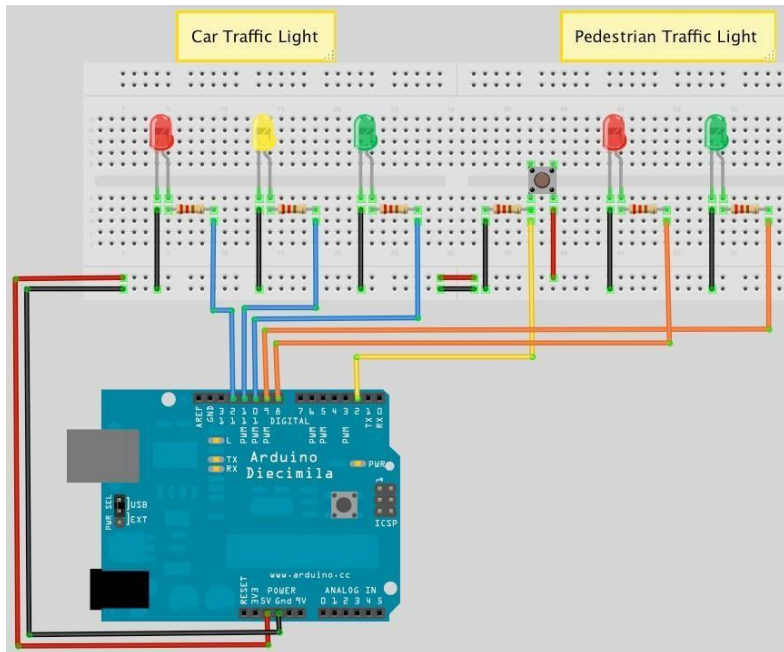 Car Traffic Light
Pedestrian Traffic Light
AREF
GND
13
12
11
10
9
8
7
6
5
4
3
2
1
0
PWM
PWM
PWM
PWM
PWM
PWM
TX
RX
DIGITAL
L
TX
RX
Arduino
Diecimila
PWR
1
ICSP
PWR SEL
USB
EXT
www.arduino.cc
POWER
ANALOG IN
RESET
3V3
5V
Gnd
9V
0 1 2 3 4 5